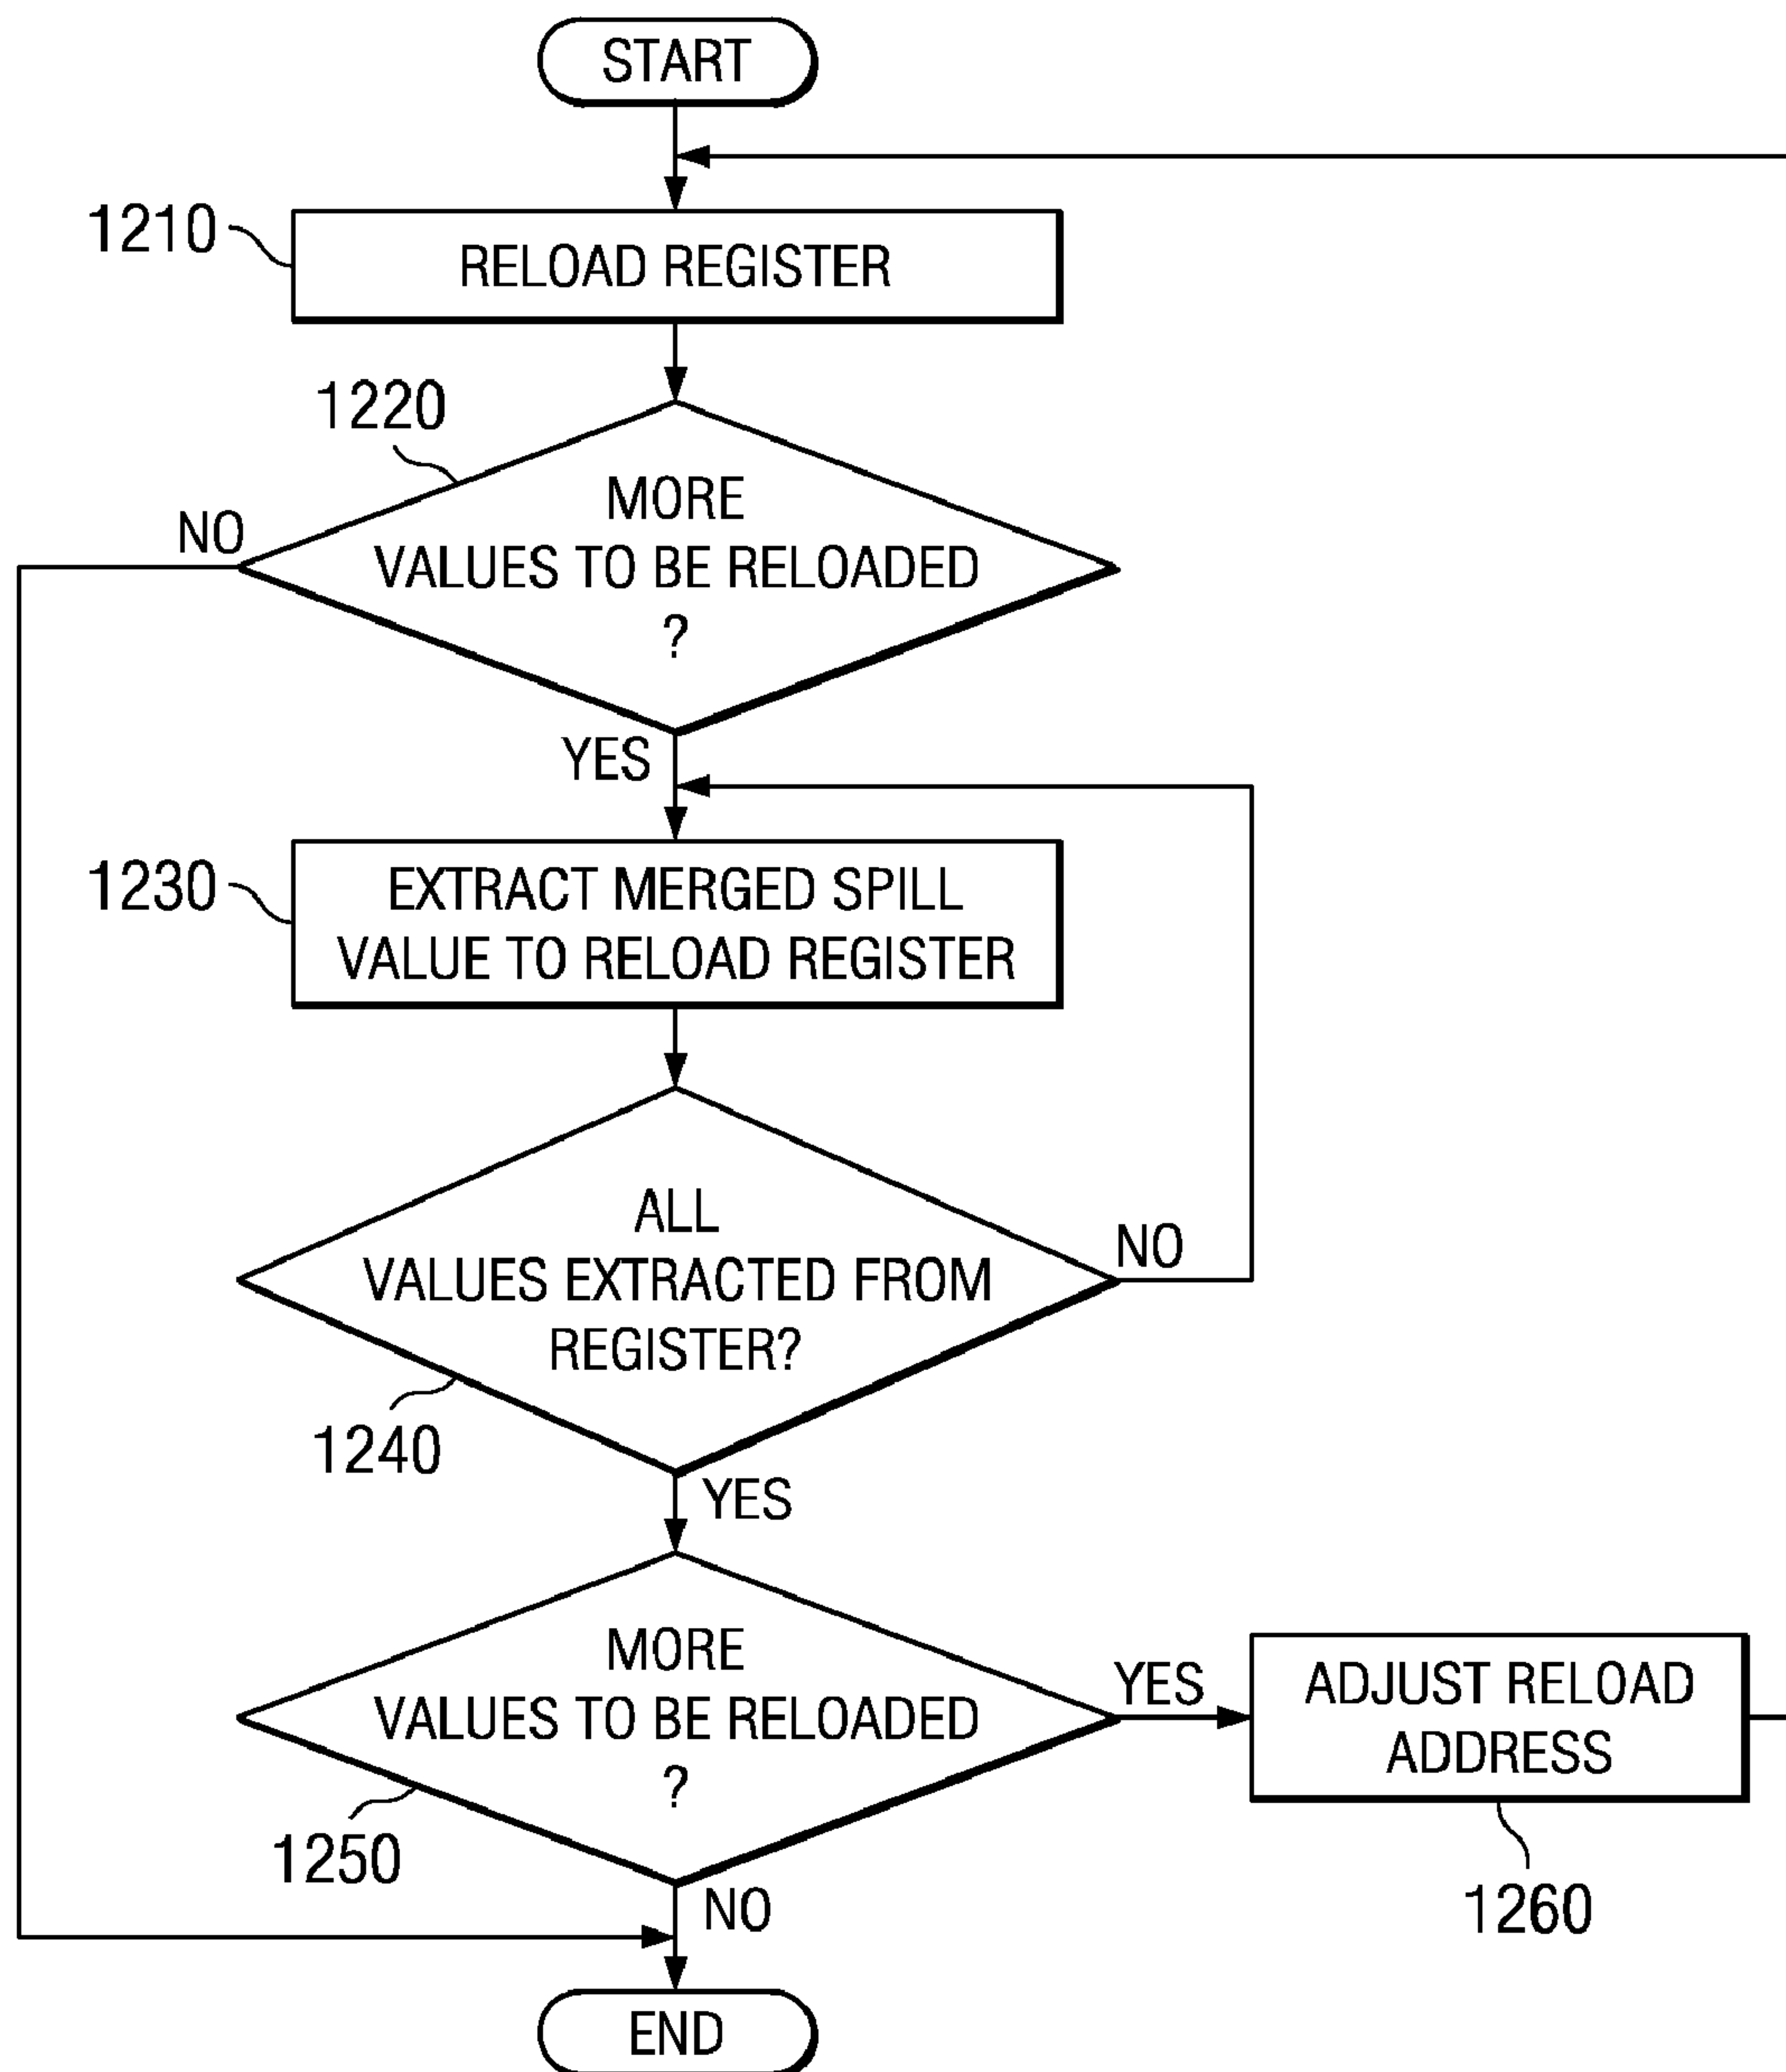 START
1210
RELOAD REGISTER
1220
MORE
VALUES TO BE RELOADED
?
NO
YES
1230
EXTRACT MERGED SPILL
VALUE TO RELOAD REGISTER
ALL
VALUES EXTRACTED FROM
REGISTER?
NO
1240
YES
MORE
VALUES TO BE RELOADED
?
YES
ADJUST RELOAD
ADDRESS
1250
1260
NO
END